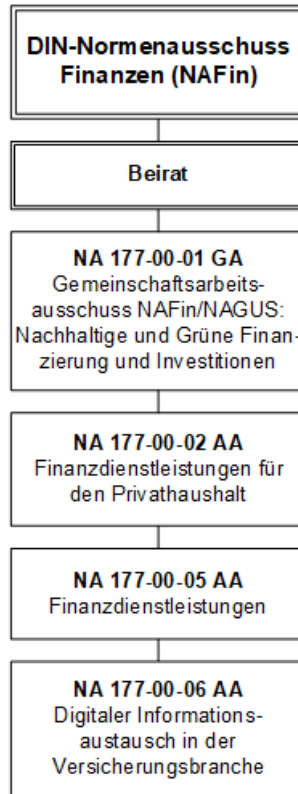 DIN-Normenausschuss
Finanzen (NAFin)
Beirat
NA 177-00-01 GA
Gemeinschaftsarbeits-
ausschuss NAFin/NAGUS:
Nachhaltige und Grüne Finan-
zierung und Investitionen
NA 177-00-02 AA
Finanzdienstleistungen für
den Privathaushalt
NA 177-00-05 AA
Finanzdienstleistungen
NA 177-00-06 AA
Digitaler Informations-
austausch in der
Versicherungsbranche